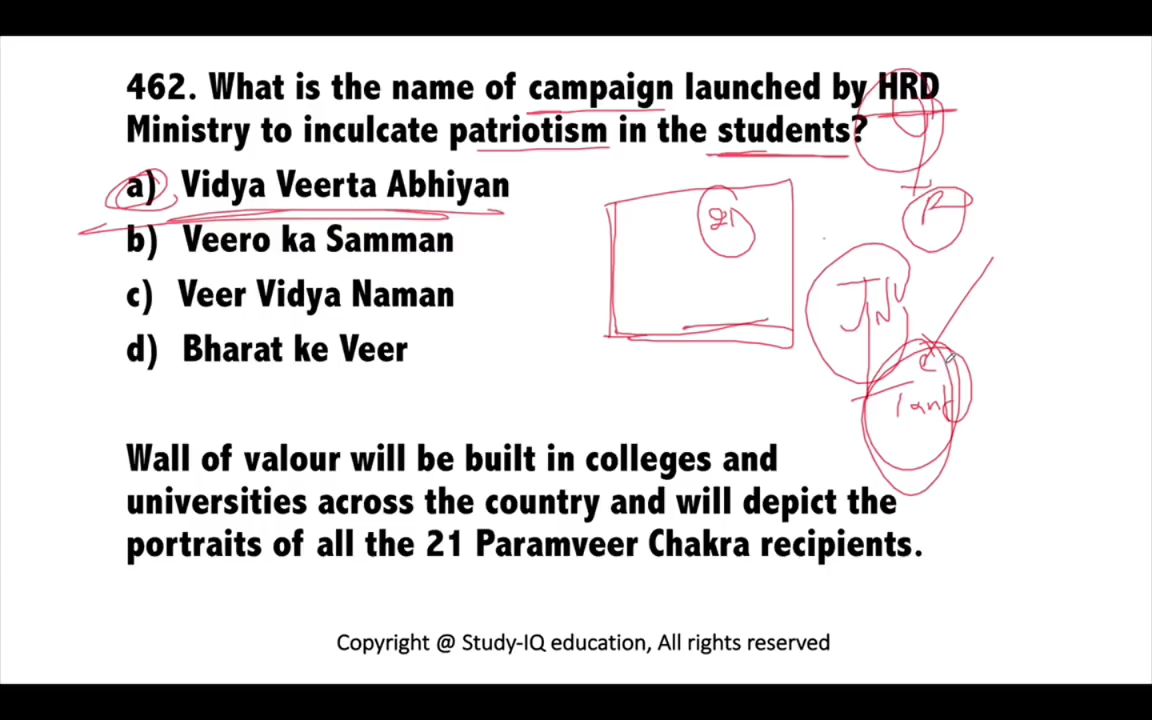 462. What is the name of campaign launched by HRD
Ministry to inculcate patriotism in the students?
a) Vidya Veerta Abhiyan
b) Veero ka Samman
c) Veer Vidya Naman
d) Bharat ke Veer
21
JNU
Wall of valour will be built in colleges and
universities across the country and will depict the
portraits of all the 21 Paramveer Chakra recipients.
Copyright @ Study-IQ education, All rights reserved